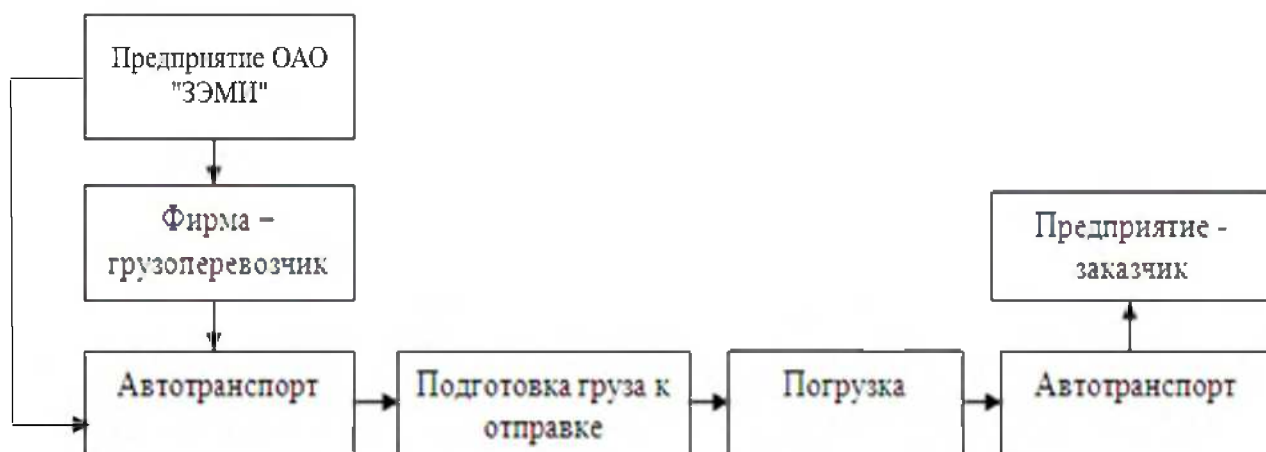 Предприятие ОАО
"ЗЭМИ"
Фирма –
грузоперевозчик
Предприятие -
заказчик
Автотранспорт
Подготовка груза к
отправке
Погрузка
Автотранспорт